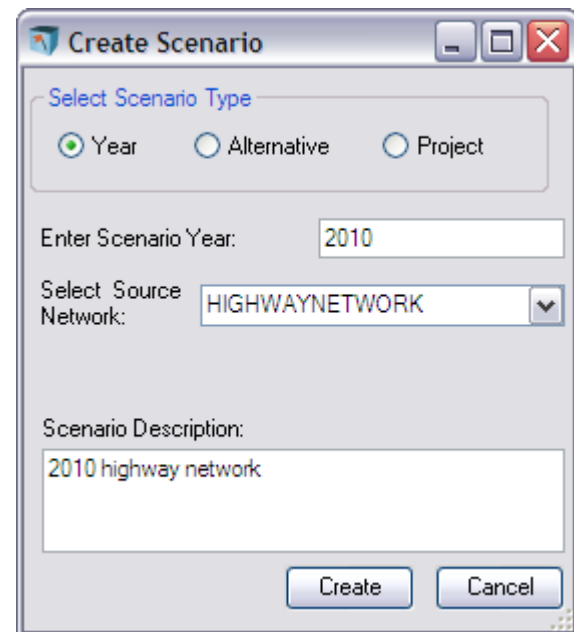 Create Scenario
Select Scenario Type
Year Alternative Project
Enter Scenario Year: 2010
Select Source
Network: HIGHWAYNETWORK
Scenario Description:
2010 highway network
Create Cancel